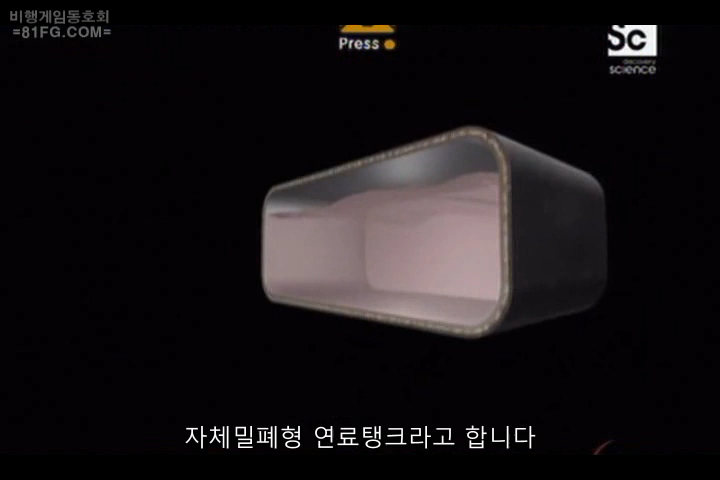 비행게임동호회
=81FG.COM=
Press
Sc
discovery
science
자체밀폐형 연료탱크라고 합니다